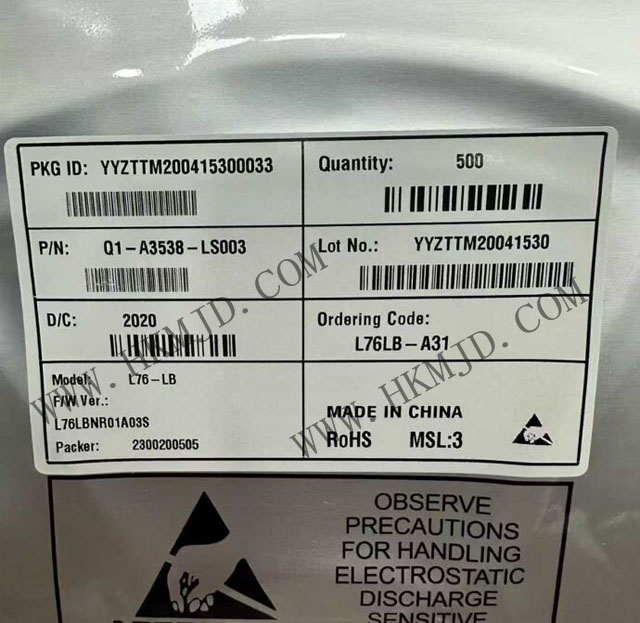 PKG ID: YYZTTM200415300033
Quantity: 500
P/N: Q1-A3538-LS003
Lot No.: YYZTTM20041530
D/C: 2020
Ordering Code:
L76LB-A31
Model: L76-LB
F/W Ver.:
L76LBNR01A03S
Packer: 2300200505
MADE IN CHINA
RoHS MSL:3
WWW.HKMJD.COM
WWW.HKMJD.COM
OBSERVE
PRECAUTIONS
FOR HANDLING
ELECTROSTATIC
DISCHARGE
SENSITIVE